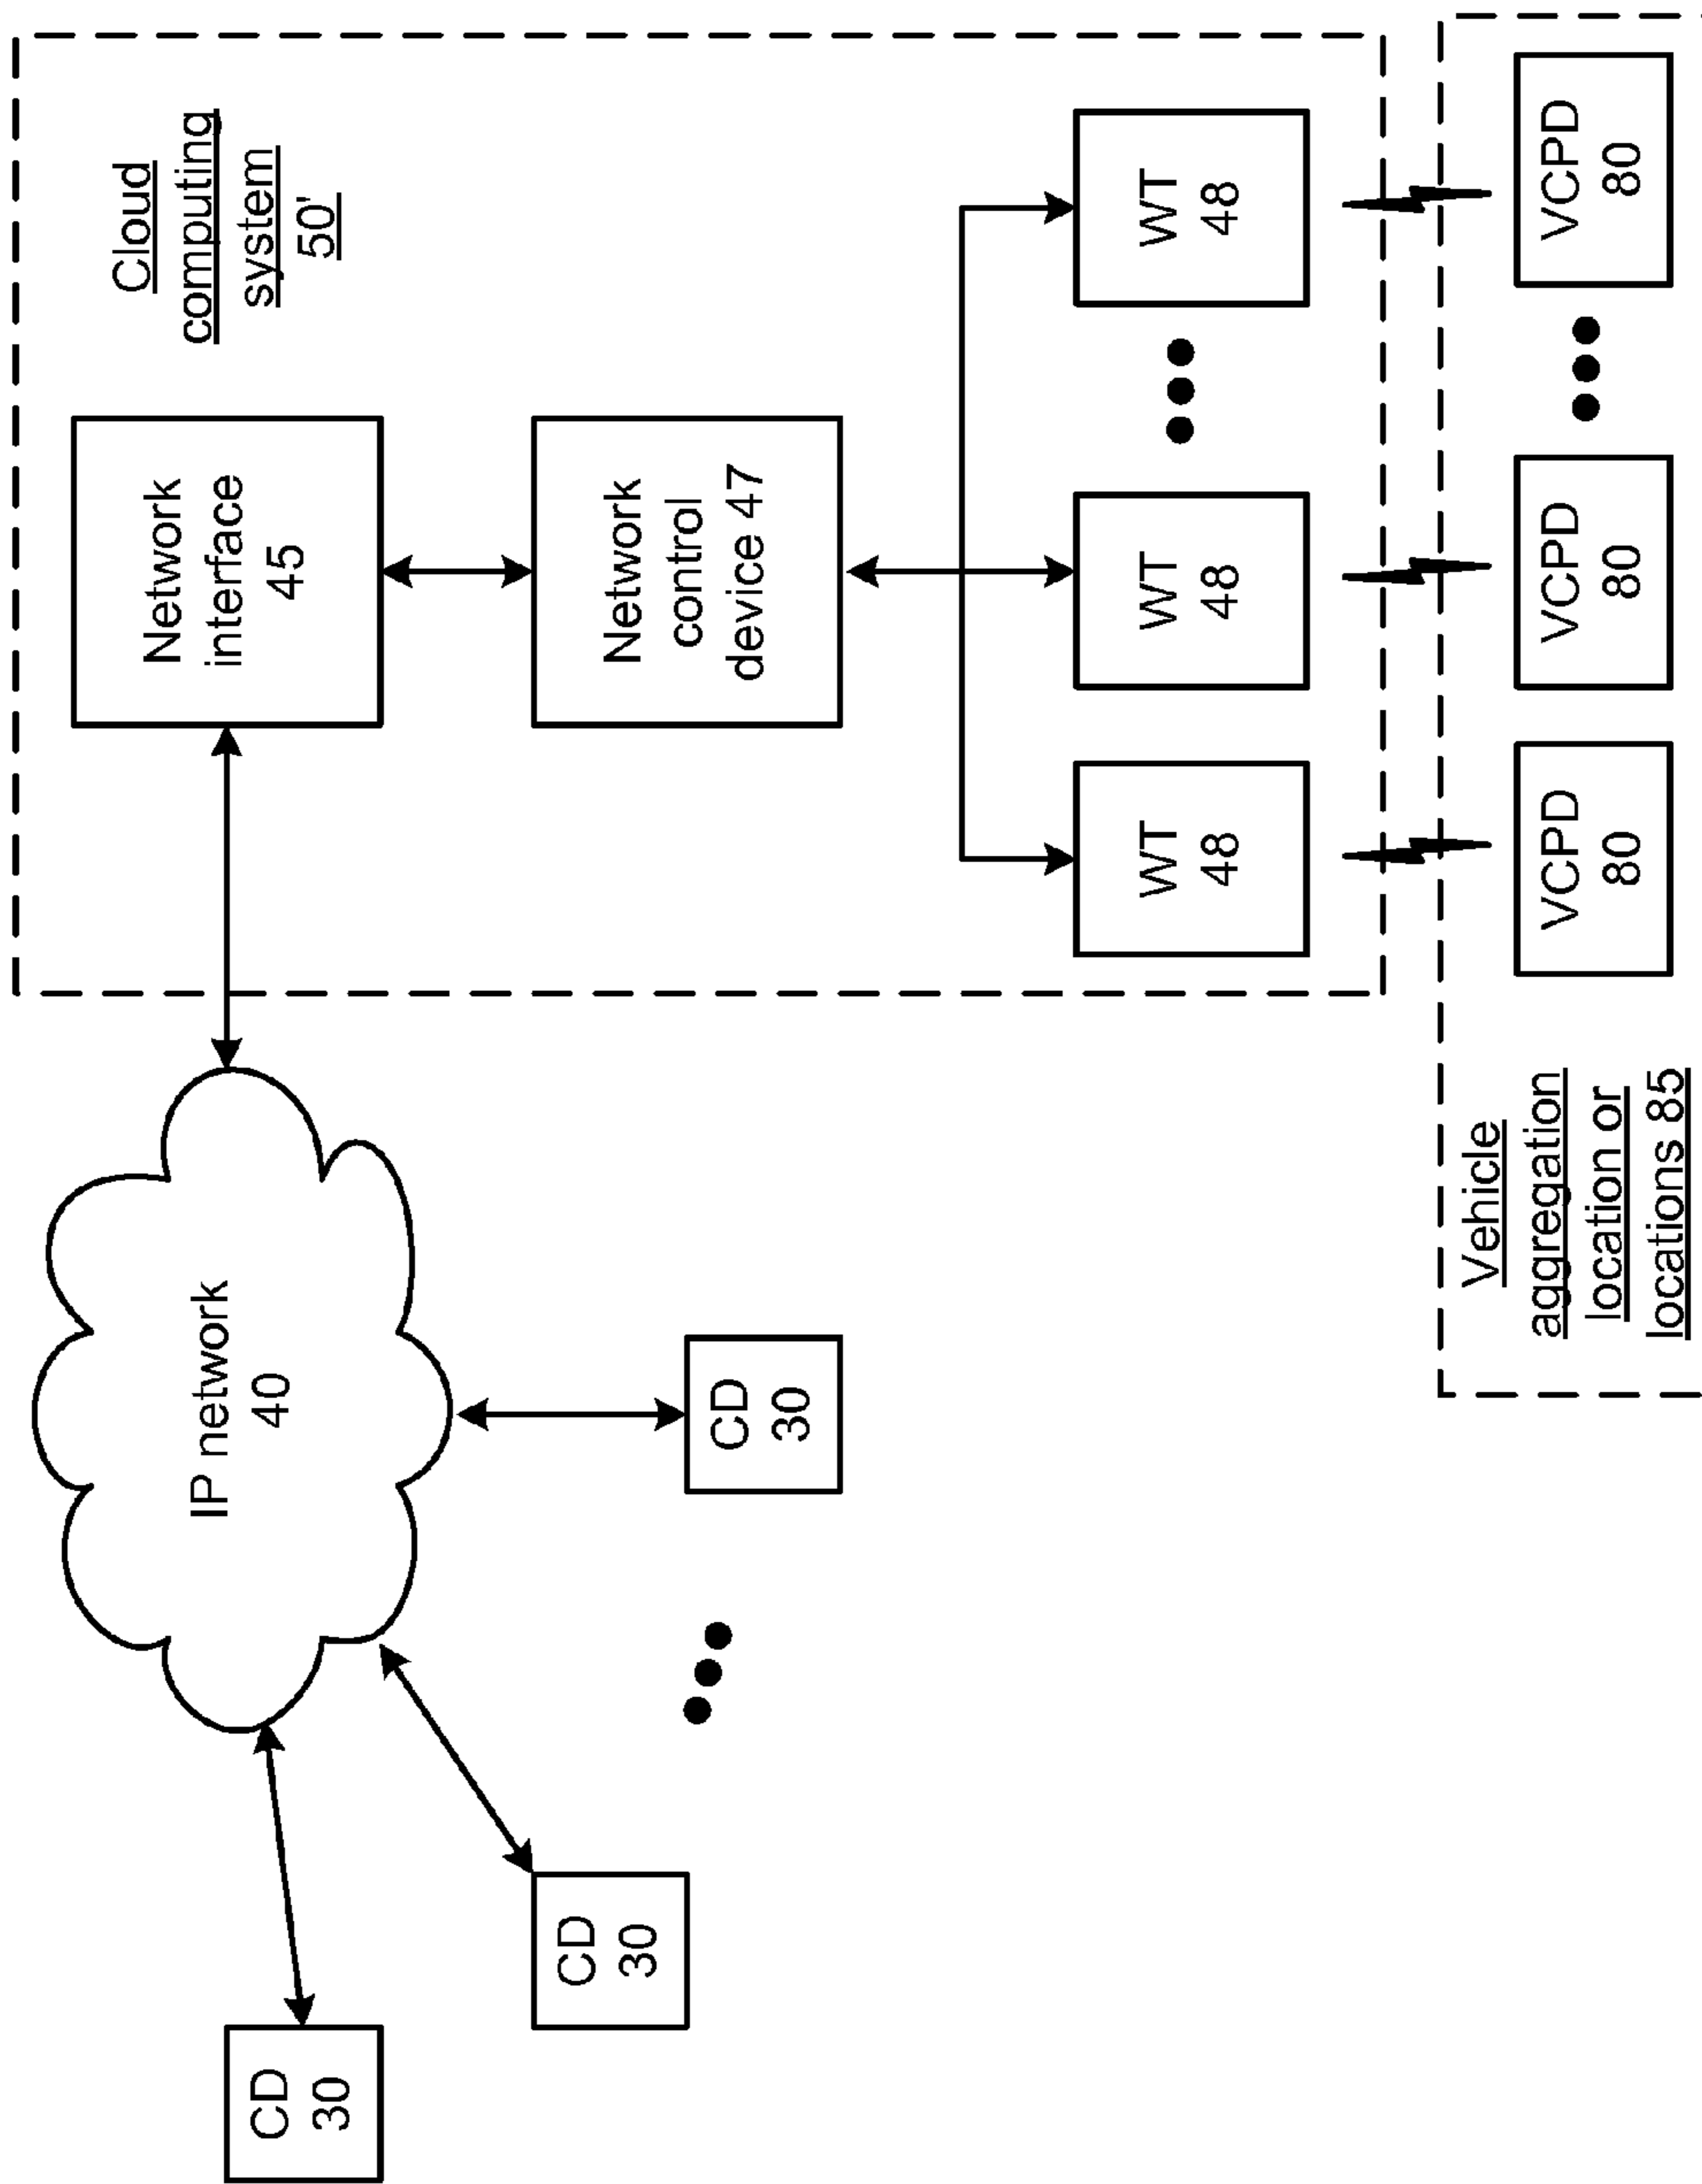 Cloud
computing
system
50'
Network
interface
45
IP network
40
CD
30
Network
control
device 47
CD
30
CD
30
WT
48
WT
48
WT
48
Vehicle
aggregation
location or
locations 85
VCPD
80
VCPD
80
VCPD
80